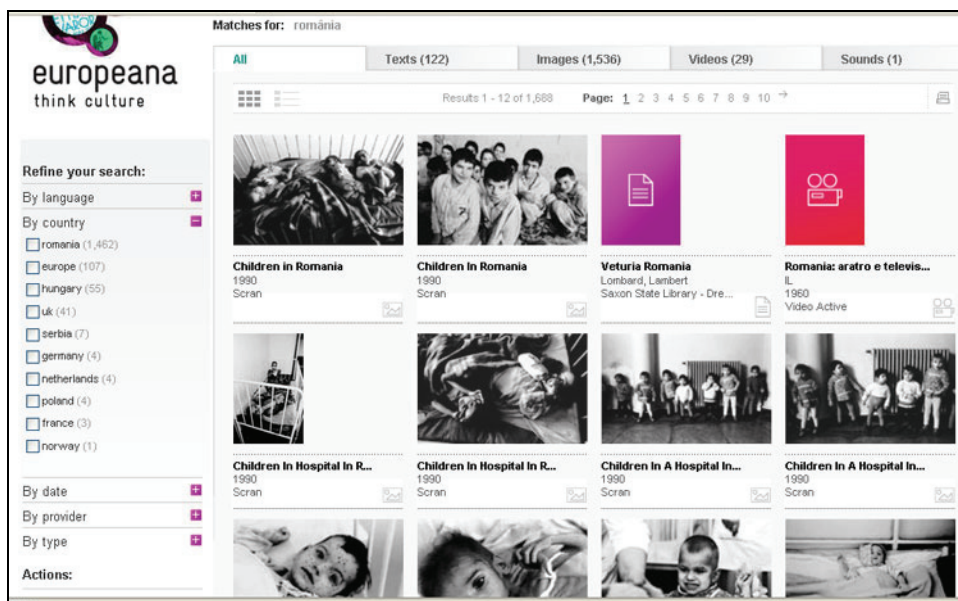 Matches for: românia
europeana
think culture
All
Texts (122)
Images (1,536)
Videos (29)
Sounds (1)
Results 1 - 12 of 1,688 Page: 1 2 3 4 5 6 7 8 9 10 →
Refine your search:
By language
By country
romania (1,462)
europe (107)
hungary (55)
uk (41)
serbia (7)
germany (4)
netherlands (4)
poland (4)
france (3)
norway (1)
By date
By provider
By type
Actions:
Children in Romania
1990
Scran
Children In Romania
1990
Scran
Veturia Romania
Lombard, Lambert
Saxon State Library - Dre...
Romania: aratro e televis...
IL
1960
Video Active
Children In Hospital In R...
1990
Scran
Children In Hospital In R...
1990
Scran
Children In A Hospital In...
1990
Scran
Children In A Hospital In...
1990
Scran